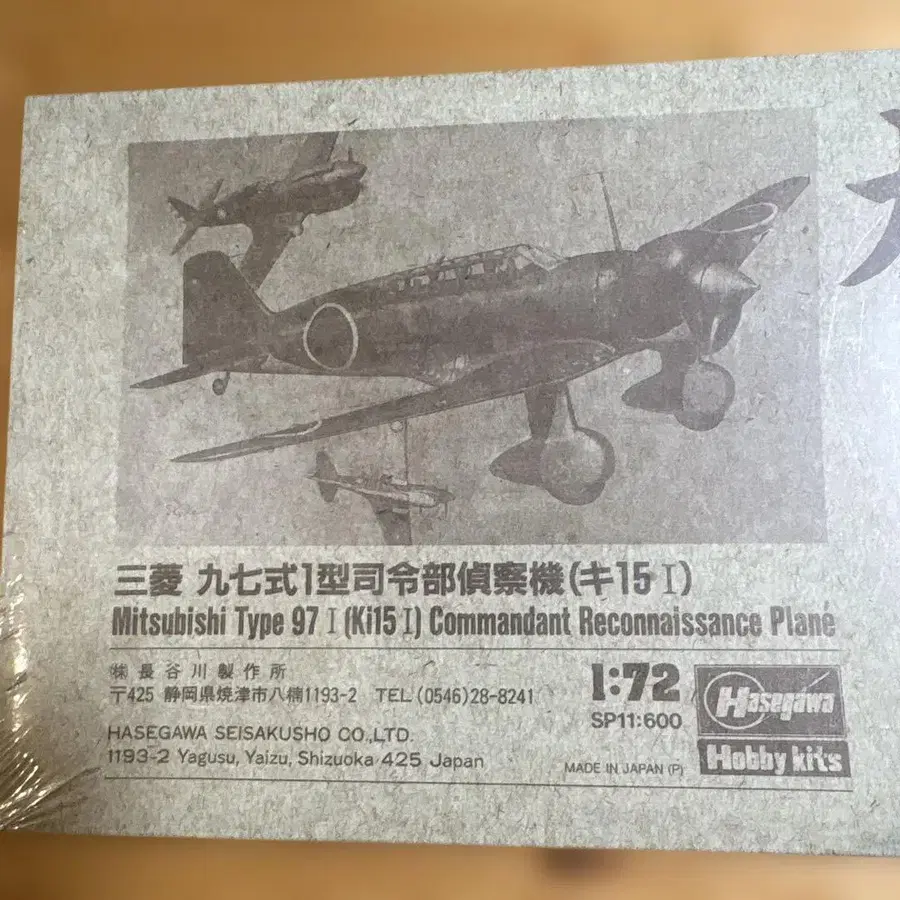 三菱 九七式1型司令部偵察機(キ15Ⅰ)
Mitsubishi Type 97 Ⅰ (Ki15Ⅰ) Commandant Reconnaissance Plane
㈱長谷川製作所
〒425 静岡県焼津市八楠1193-2 TEL (0546)28-8241
HASEGAWA SEISAKUSHO CO.,LTD.
1193-2 Yagusu, Yaizu, Shizuoka 425 Japan
1:72
SP11:600
MADE IN JAPAN (P)
Hasegawa
Hobby kits